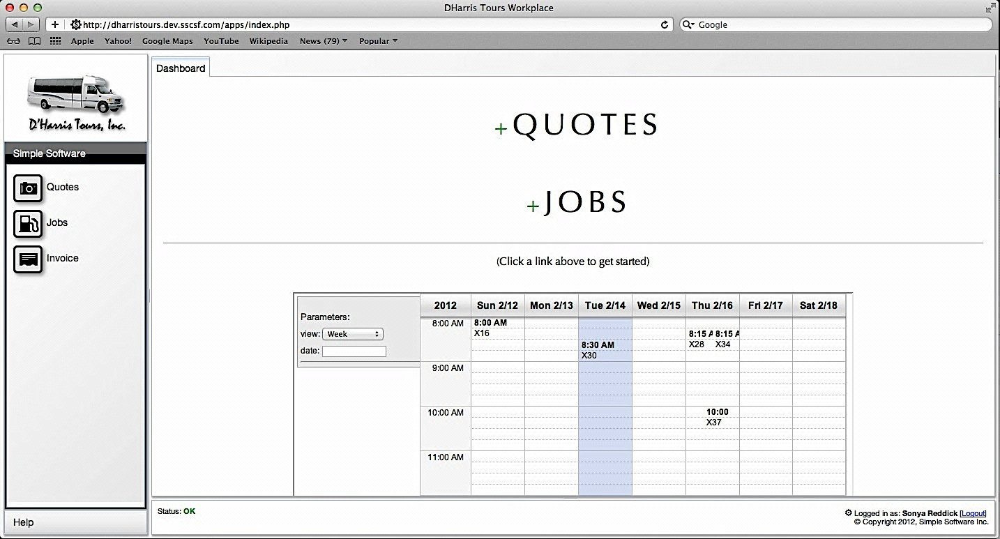 DHarris Tours Workplace
http://dharristours.dev.sscsf.com/apps/index.php
Google
Apple Yahoo! Google Maps YouTube Wikipedia News (79) Popular
D'Harris Tours, Inc.
Simple Software
Quotes
Jobs
Invoice
Help
Dashboard
+QUOTES
+JOBS
(Click a link above to get started)
Parameters:
view: Week
date:
2012 Sun 2/12 Mon 2/13 Tue 2/14 Wed 2/15 Thu 2/16 Fri 2/17 Sat 2/18
8:00 AM 8:00 AM
X16
8:15 A 8:15 A
X28 X34
8:30 AM
X30
9:00 AM
10:00 AM 10:00
X37
11:00 AM
Status: OK
Logged in as: Sonya Reddick [Logout]
© Copyright 2012, Simple Software Inc.